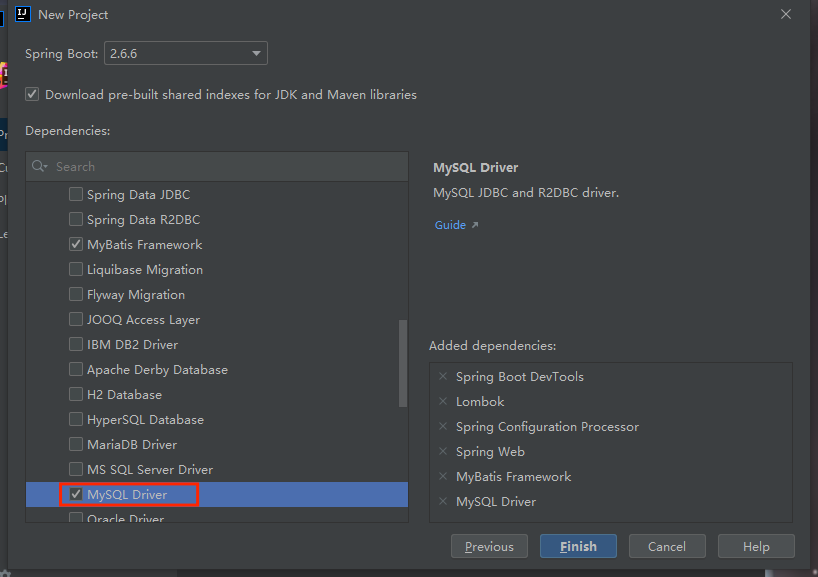 New Project
Spring Boot: 2.6.6
Download pre-built shared indexes for JDK and Maven libraries
Dependencies:
Search
Spring Data JDBC
Spring Data R2DBC
MyBatis Framework
Liquibase Migration
Flyway Migration
JOOQ Access Layer
IBM DB2 Driver
Apache Derby Database
H2 Database
HyperSQL Database
MariaDB Driver
MS SQL Server Driver
MySQL Driver
Oracle Driver
MySQL Driver
MySQL JDBC and R2DBC driver.
Guide
Added dependencies:
Spring Boot DevTools
Lombok
Spring Configuration Processor
Spring Web
MyBatis Framework
MySQL Driver
Previous Finish Cancel Help